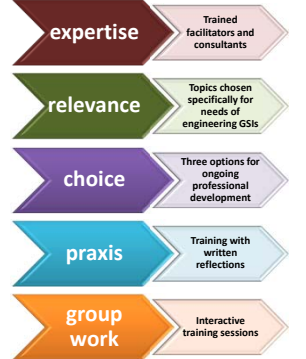 expertise
Trained
facilitators and
consultants
relevance
Topics chosen
specifically for
needs of
engineering GSIs
choice
Three options for
ongoing
professional
development
praxis
Training with
written
reflections
group
work
Interactive
training sessions